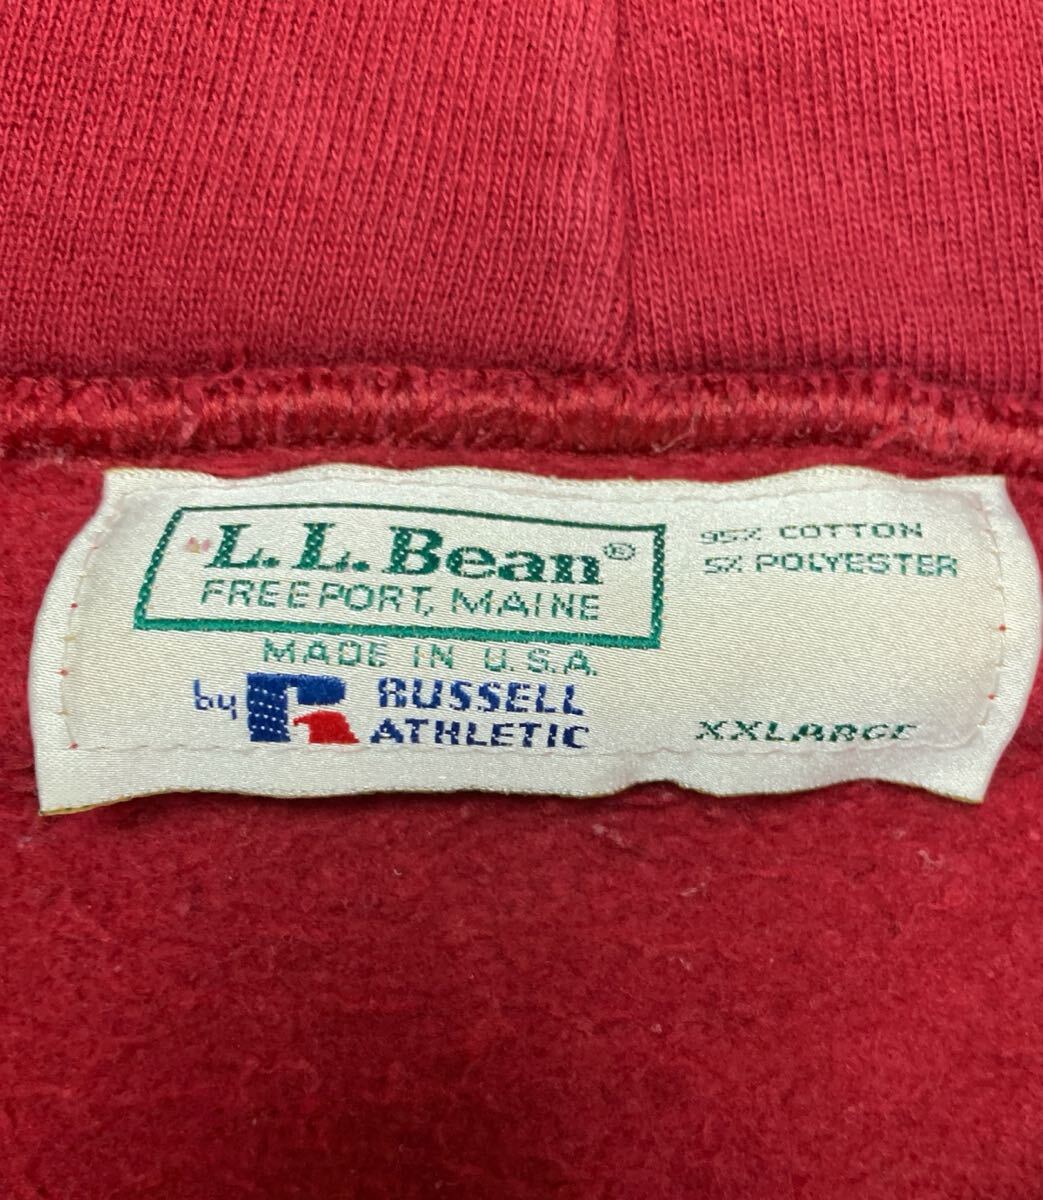 L.L.Bean®
FREEPORT, MAINE
MADE IN U.S.A.
by RUSSELL
ATHLETIC
95% COTTON
5% POLYESTER
XXLARGE